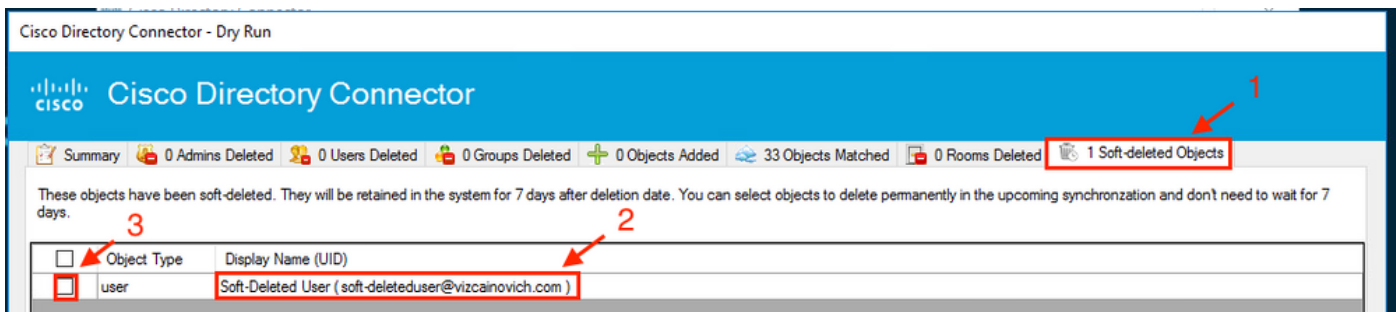 Cisco Directory Connector - Dry Run
1
CISCO Cisco Directory Connector
Summary 0 Admins Deleted 0 Users Deleted 0 Groups Deleted 0 Objects Added 33 Objects Matched 0 Rooms Deleted 1 Soft-deleted Objects
These objects have been soft-deleted. They will be retained in the system for 7 days after deletion date. You can select objects to delete permanently in the upcoming synchronzation and don't need to wait for 7
days.
3 2
Object Type Display Name (UID)
user Soft-Deleted User ( soft-deleteduser@vizcainovich.com )